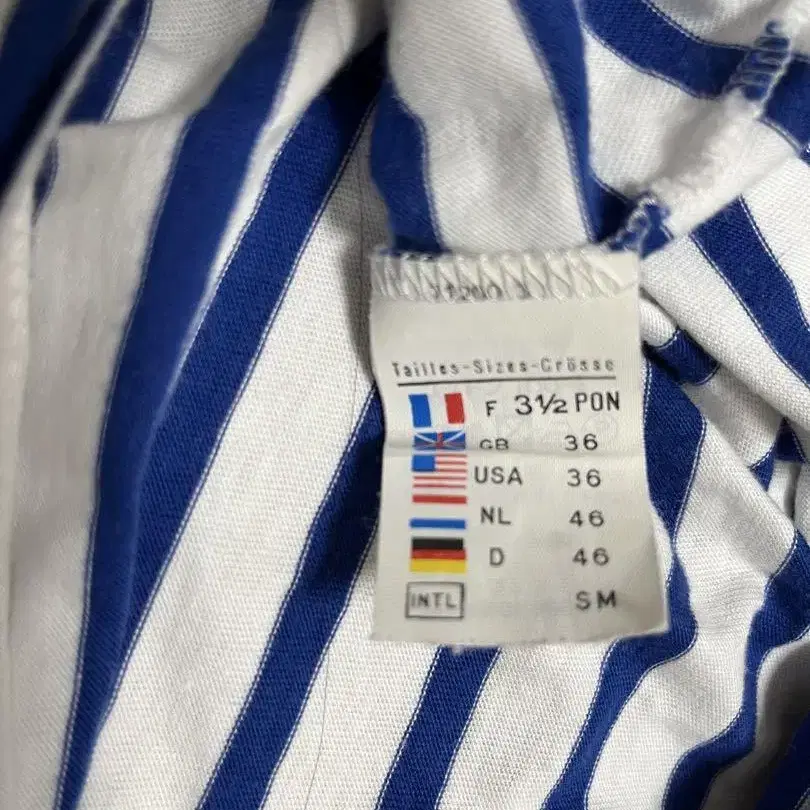 Tailles-Sizes-Grösse
F 3½ PON
GB 36
USA 36
NL 46
D 46
INTL SM